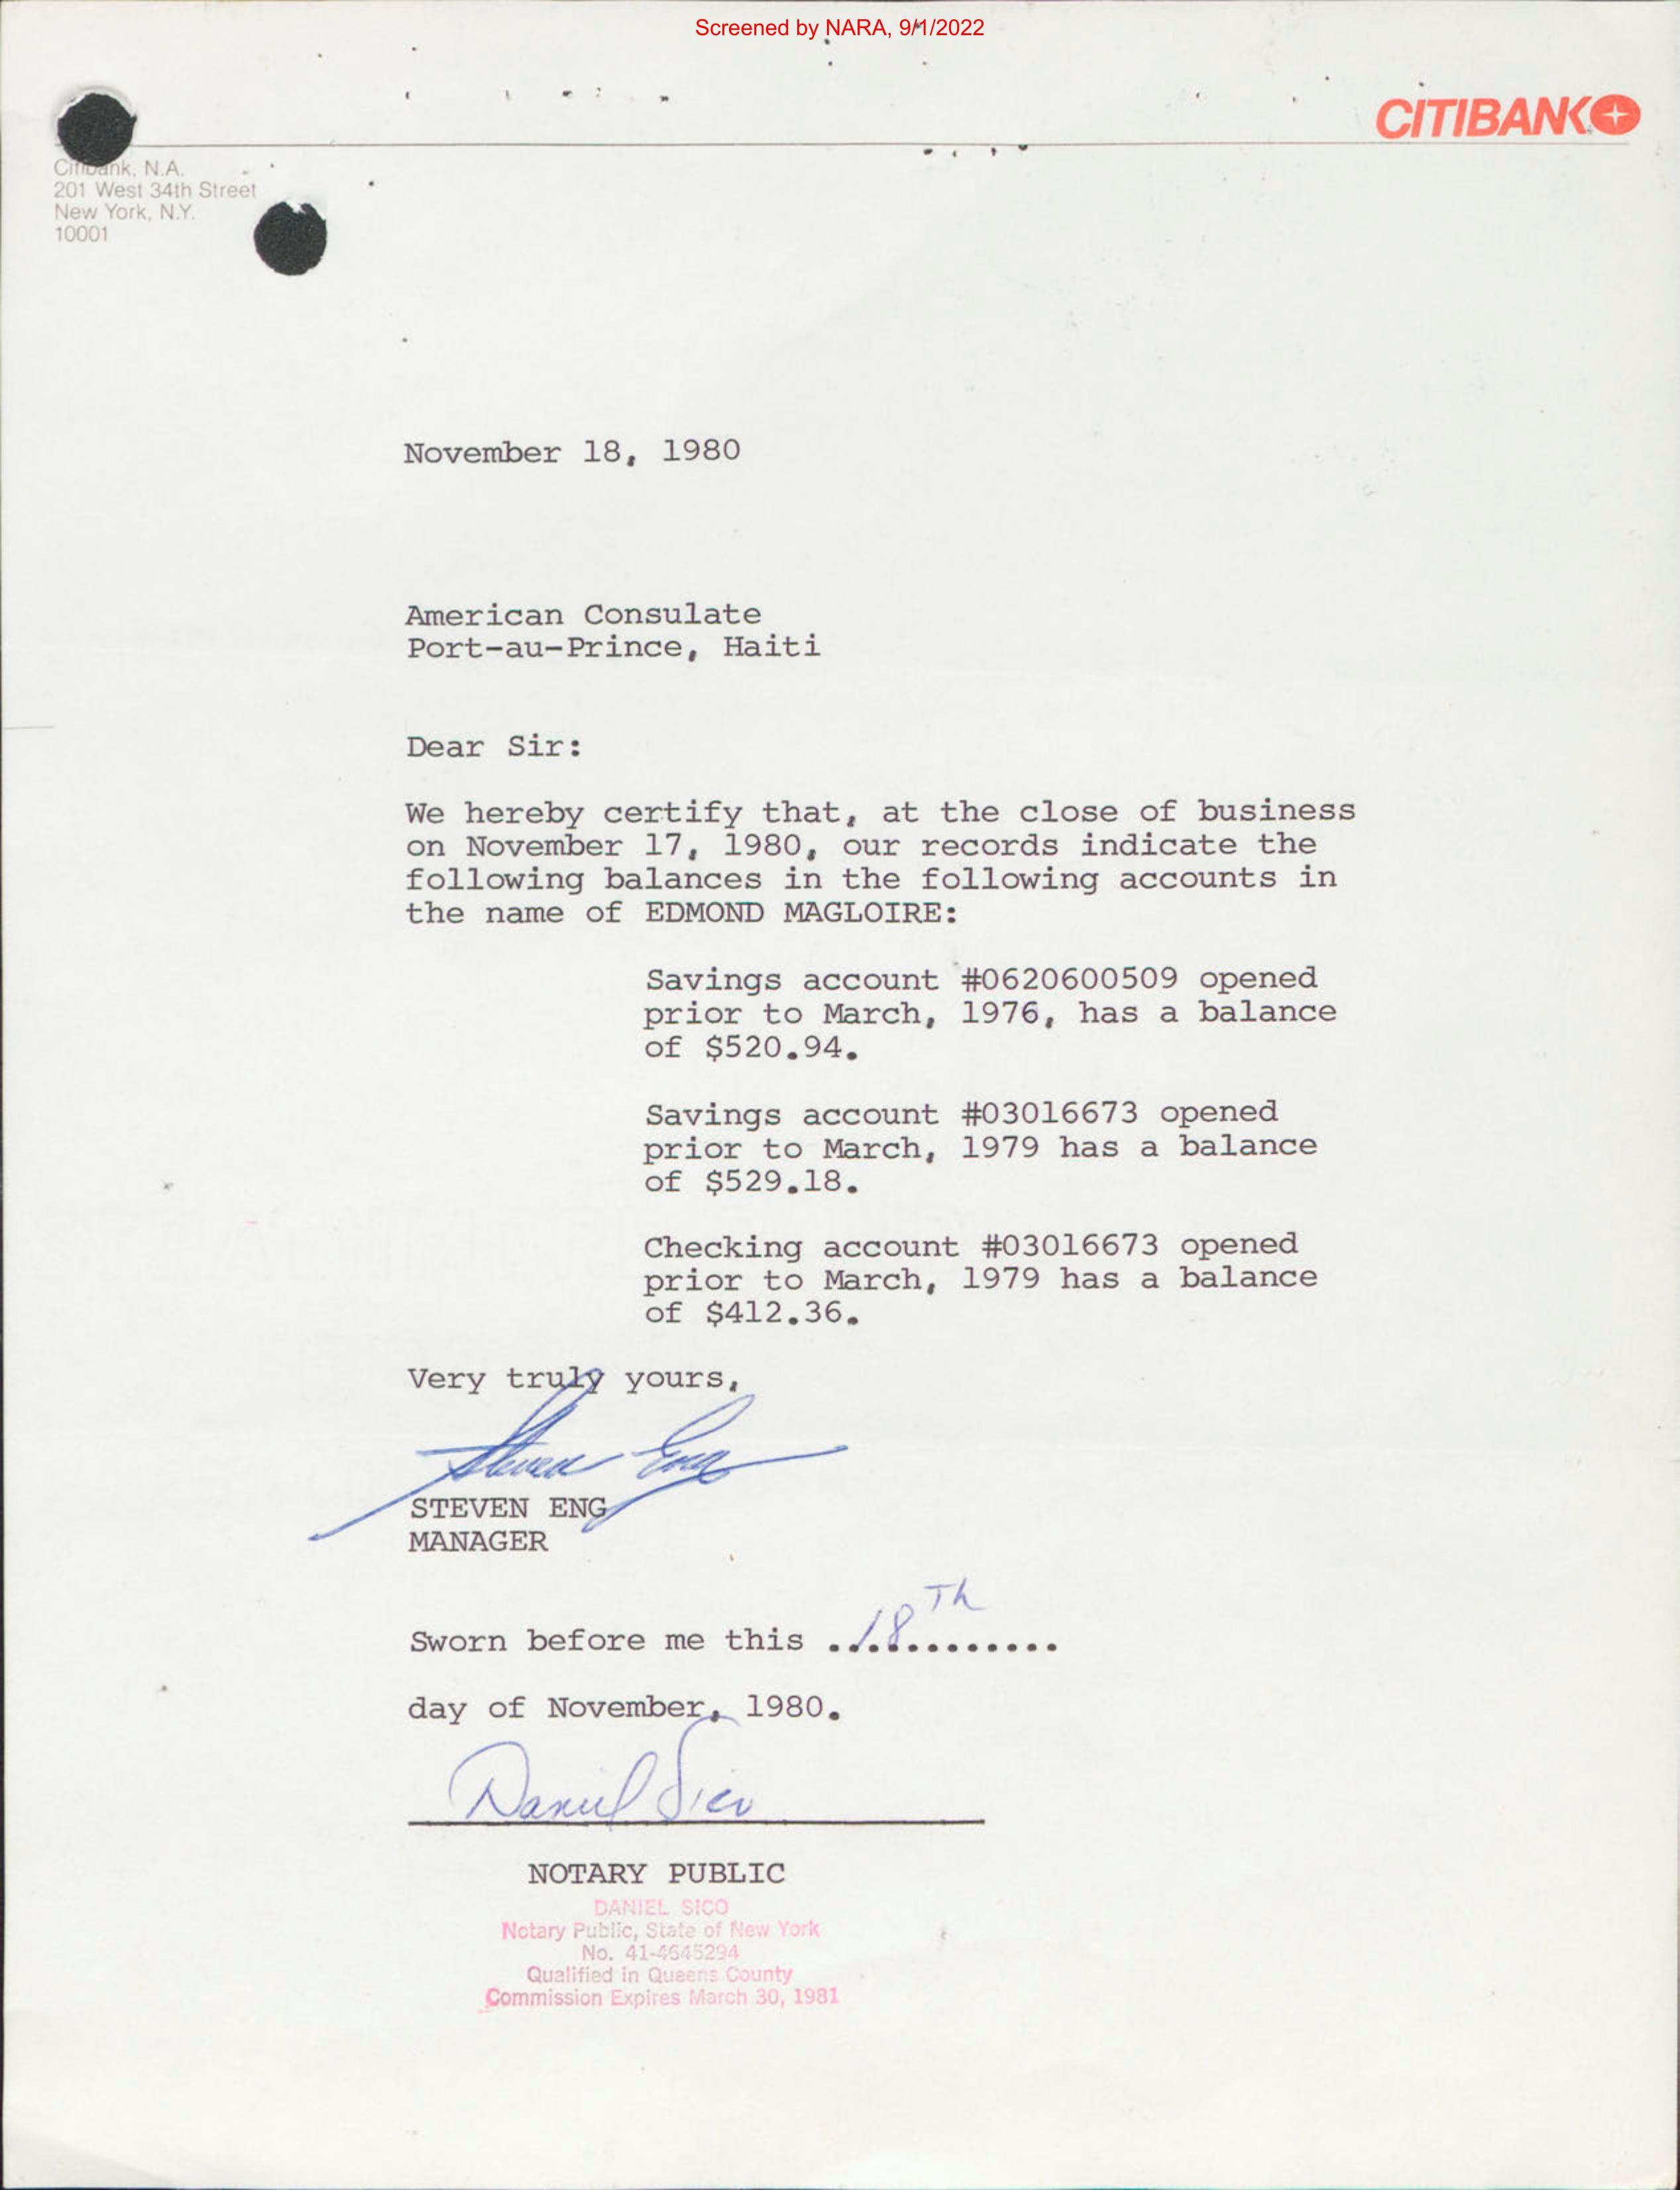 Screened by NARA, 9/1/2022
CITIBANK
Citibank, N.A.
201 West 34th Street
New York, N.Y.
10001
November 18, 1980
American Consulate
Port-au-Prince, Haiti
Dear Sir:
We hereby certify that, at the close of business
on November 17, 1980, our records indicate the
following balances in the following accounts in
the name of EDMOND MAGLOIRE:
Savings account #0620600509 opened
prior to March, 1976, has a balance
of $520.94.
Savings account #03016673 opened
prior to March, 1979 has a balance
of $529.18.
Checking account #03016673 opened
prior to March, 1979 has a balance
of $412.36.
Very truly yours,
Steven Eng
STEVEN ENG
MANAGER
Sworn before me this ..18Th..........
day of November, 1980.
Daniel Sico
NOTARY PUBLIC
DANIEL SICO
Notary Public, State of New York
No. 41-4645294
Qualified in Queens County
Commission Expires March 30, 1981